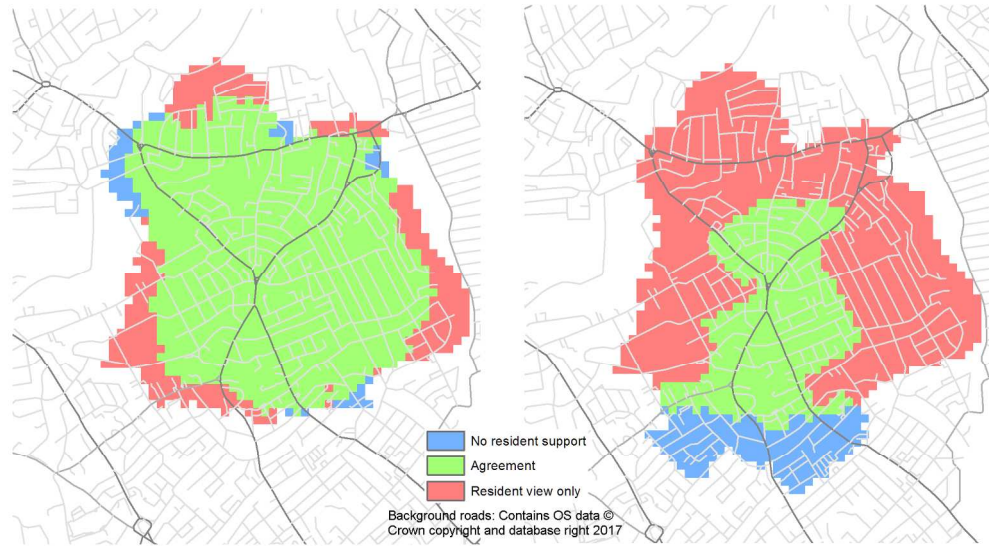 No resident support
Agreement
Resident view only
Background roads: Contains OS data ©
Crown copyright and database right 2017